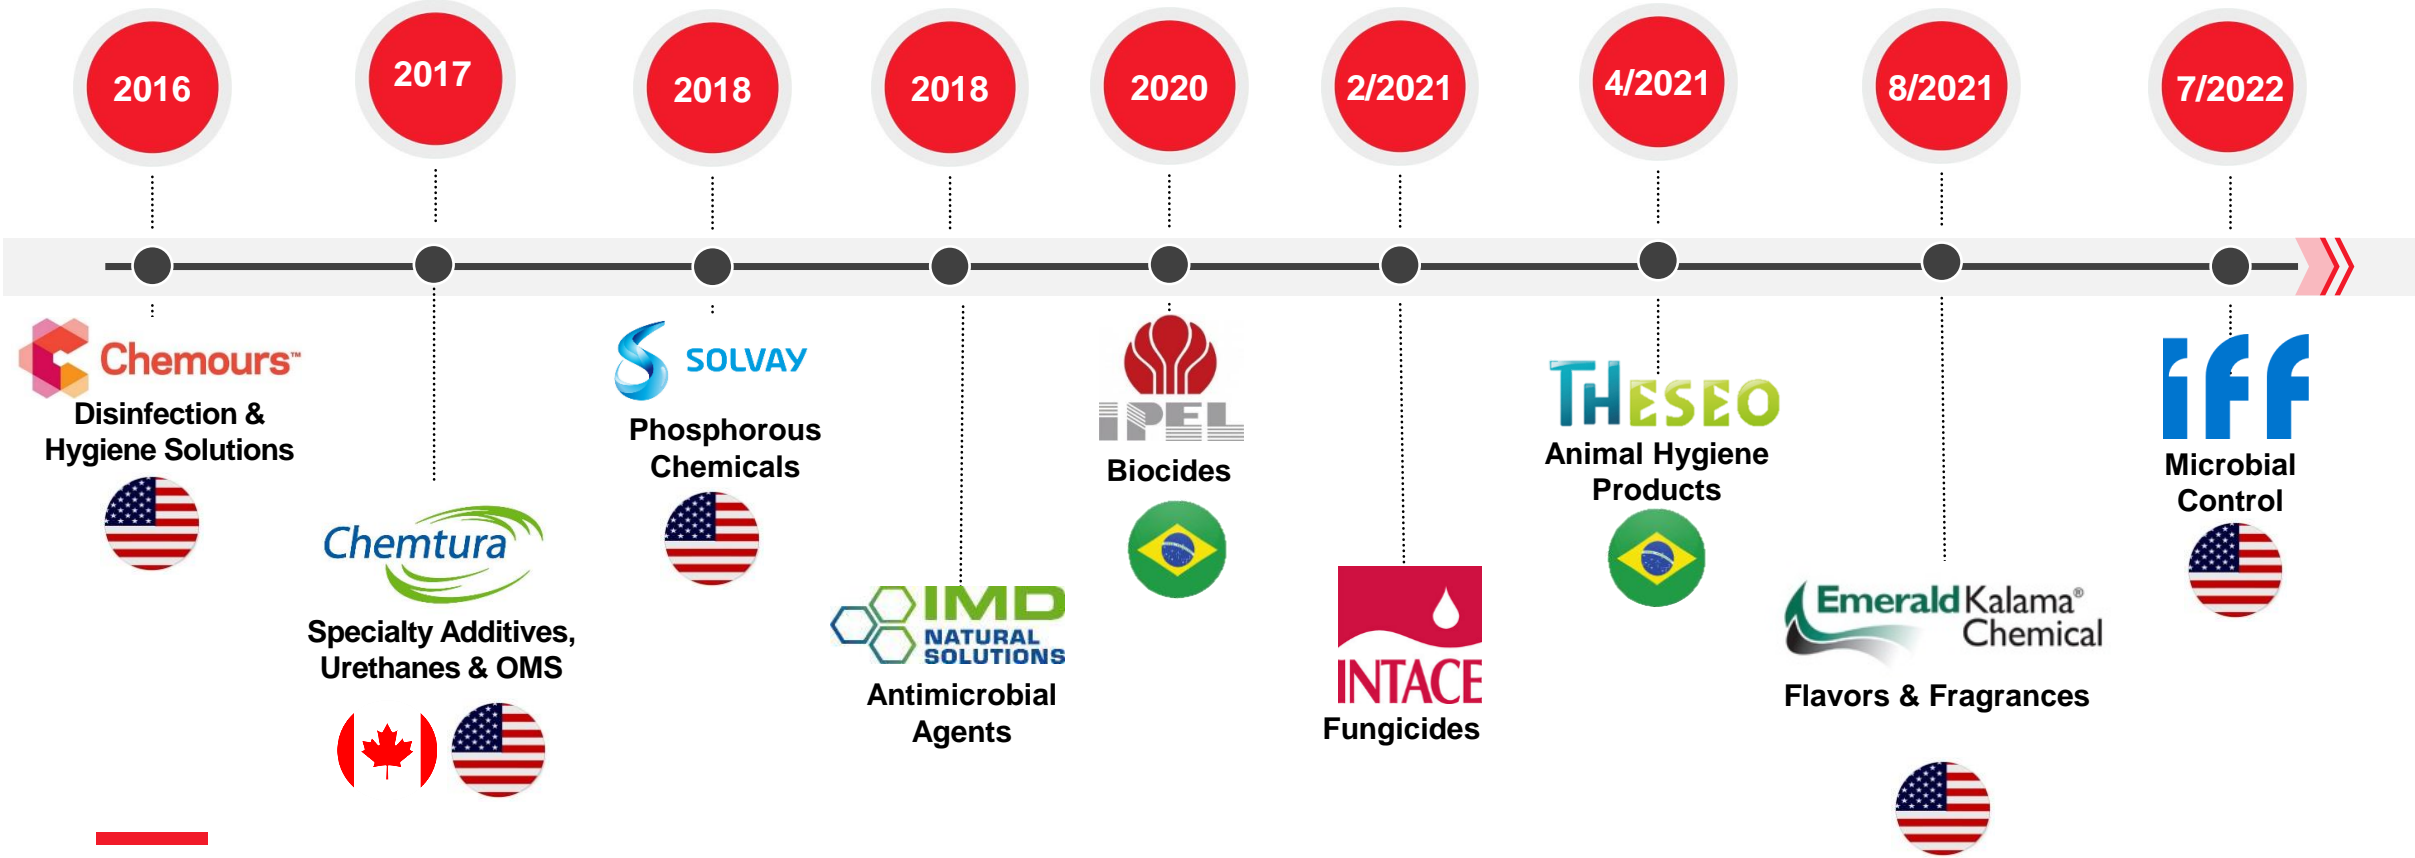 2016
2017
2018
2018
2020
2/2021
4/2021
8/2021
7/2022
Chemours™
Disinfection &
Hygiene Solutions
Chemtura
Specialty Additives,
Urethanes & OMS
SOLVAY
Phosphorous
Chemicals
IMD
NATURAL
SOLUTIONS
Antimicrobial
Agents
IPEL
Biocides
INTACE
Fungicides
THESEO
Animal Hygiene
Products
Emerald Kalama®
Chemical
Flavors & Fragrances
iff
Microbial
Control